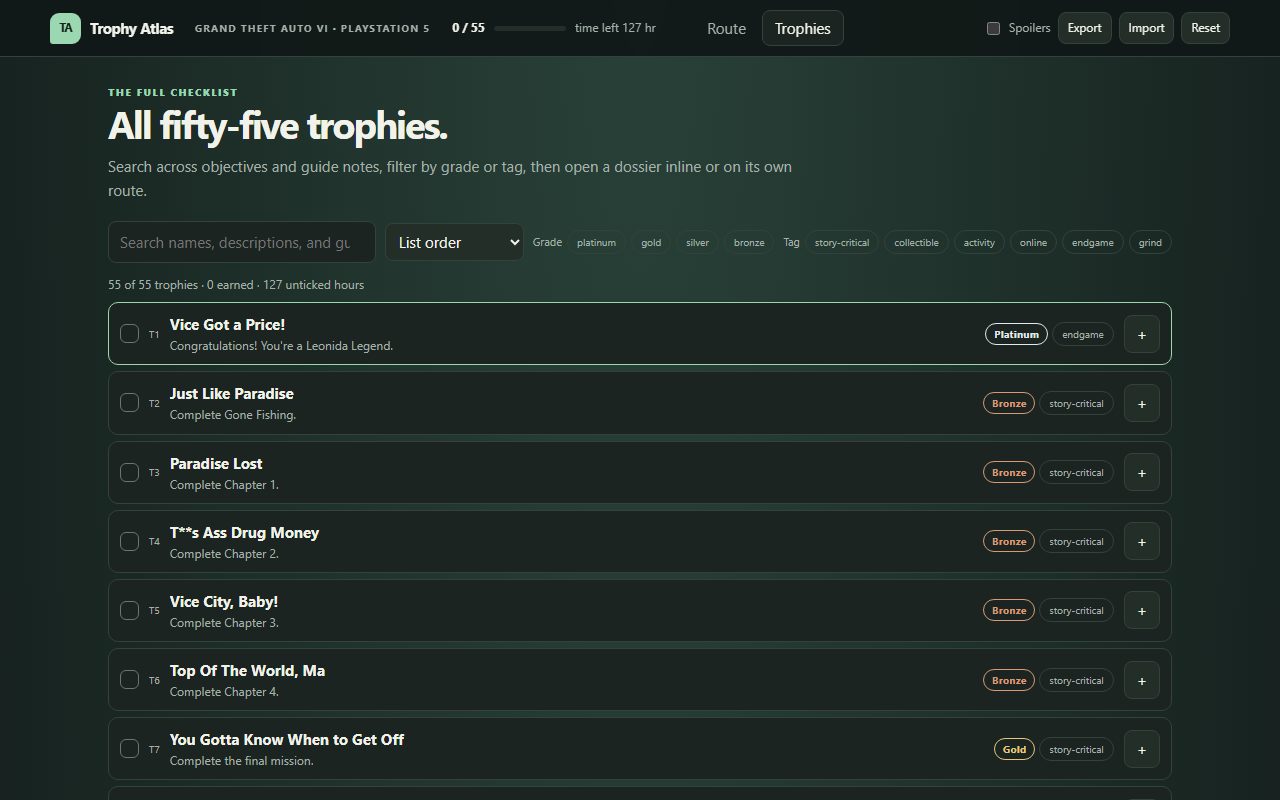 TA Trophy Atlas GRAND THEFT AUTO VI • PLAYSTATION 5 0 / 55 time left 127 hr Route Trophies Spoilers Export Import Reset
THE FULL CHECKLIST
All fifty-five trophies.
Search across objectives and guide notes, filter by grade or tag, then open a dossier inline or on its own
route.
Search names, descriptions, and gu List order Grade platinum gold silver bronze Tag story-critical collectible activity online endgame grind
55 of 55 trophies · 0 earned · 127 unticked hours
T1 Vice Got a Price! Platinum endgame +
Congratulations! You're a Leonida Legend.
T2 Just Like Paradise Bronze story-critical +
Complete Gone Fishing.
T3 Paradise Lost Bronze story-critical +
Complete Chapter 1.
T4 T**s Ass Drug Money Bronze story-critical +
Complete Chapter 2.
T5 Vice City, Baby! Bronze story-critical +
Complete Chapter 3.
T6 Top Of The World, Ma Bronze story-critical +
Complete Chapter 4.
T7 You Gotta Know When to Get Off Gold story-critical +
Complete the final mission.